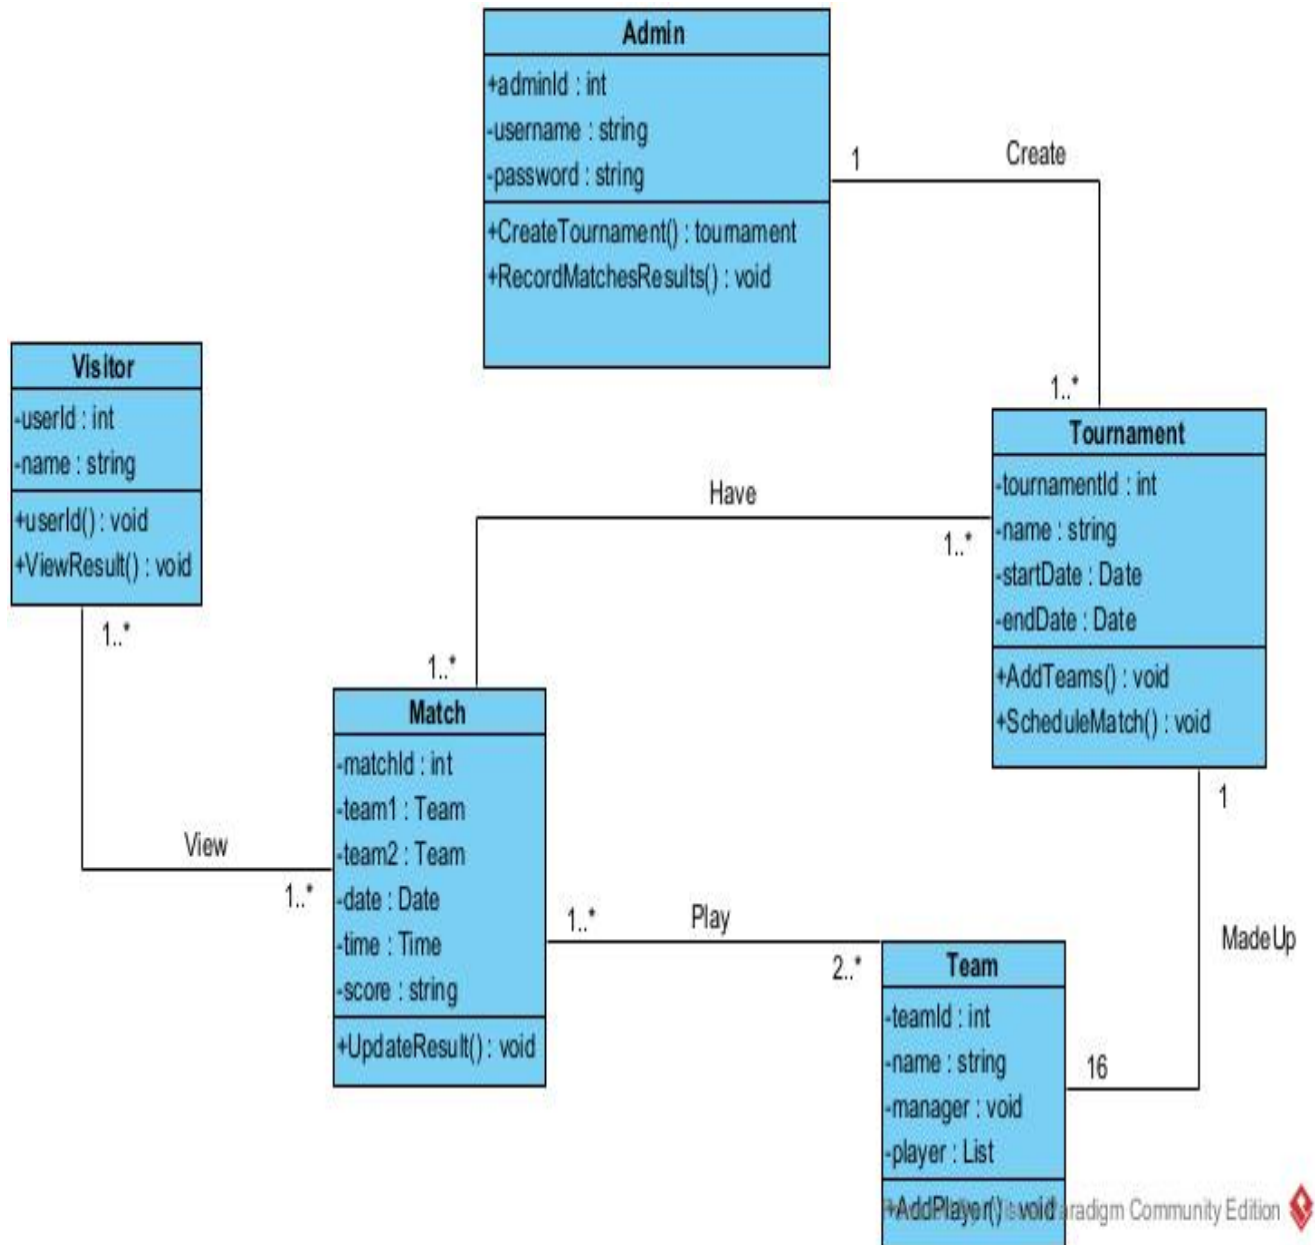 Admin
+adminId : int
-username : string
-password : string
+CreateTournament() : tournament
+RecordMatchesResults() : void
1
Create
1..*
Visitor
-userId : int
-name : string
+userId() : void
+ViewResult() : void
1..*
Tournament
-tournamentId : int
-name : string
-startDate : Date
-endDate : Date
+AddTeams() : void
+ScheduleMatch() : void
Have
1..*
1..*
Match
-matchId : int
-team1 : Team
-team2 : Team
-date : Date
-time : Time
-score : string
+UpdateResult() : void
View
1..*
1..*
Play
2..*
1
MadeUp
16
Team
-teamId : int
-name : string
-manager : void
-player : List
+AddPlayer() : void
Paradigm Community Edition